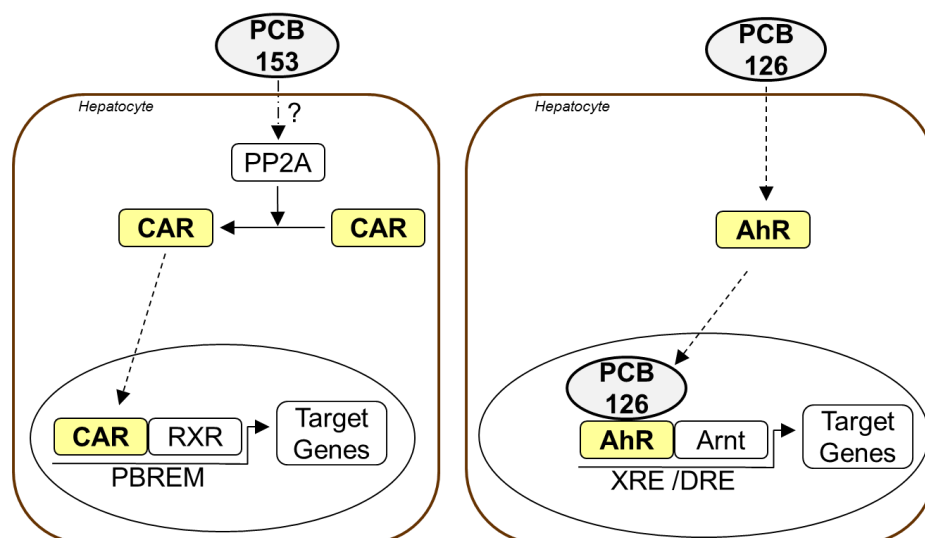 PCB
153
Hepatocyte
?
PP2A
CAR
CAR
CAR
RXR
Target
Genes
PBREM
PCB
126
Hepatocyte
AhR
PCB
126
AhR
Arnt
Target
Genes
XRE /DRE